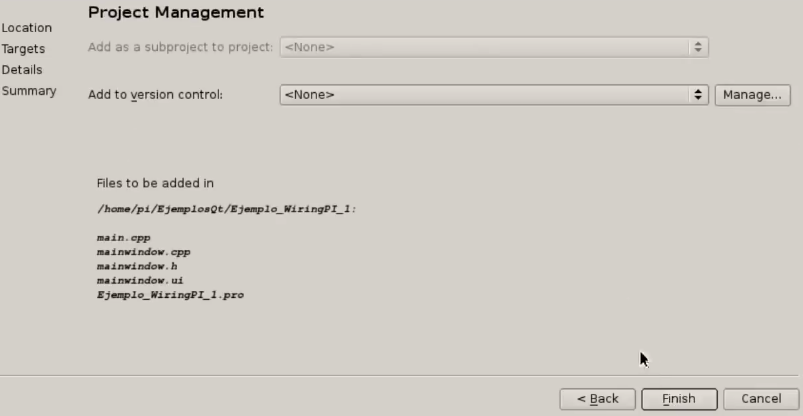 Project Management
Location
Targets
Details
Summary
Add as a subproject to project: <None>
Add to version control: <None> Manage...
Files to be added in
/home/pi/EjemplosQt/Ejemplo_WiringPI_1:
main.cpp
mainwindow.cpp
mainwindow.h
mainwindow.ui
Ejemplo_WiringPI_1.pro
< Back Finish Cancel